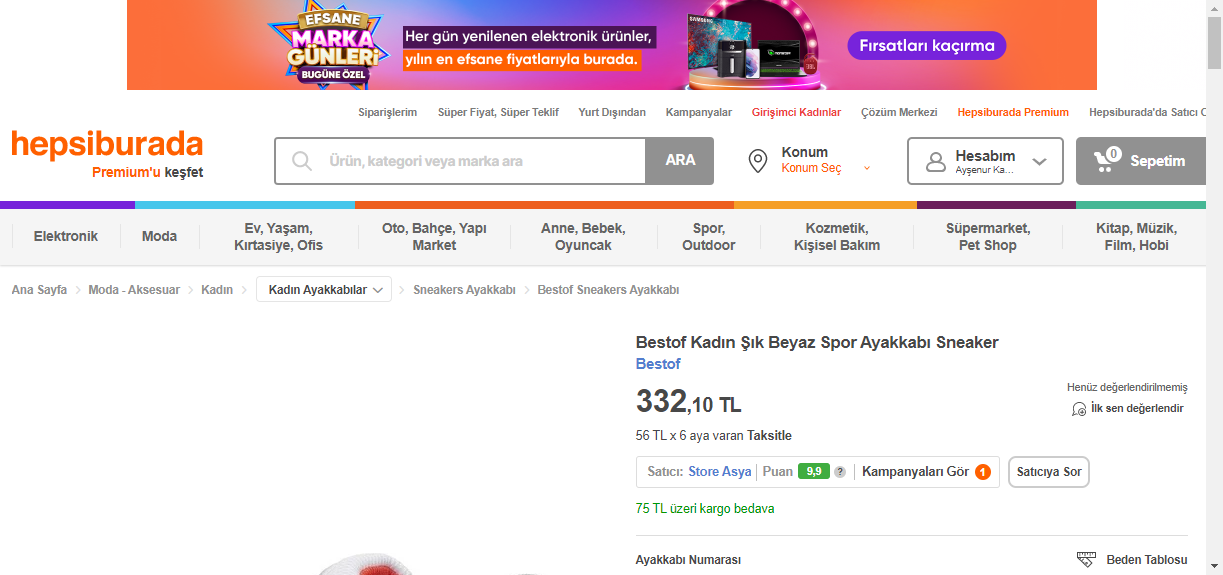 EFSANE
MARKA
GÜNLERİ
BUGÜNE ÖZEL
Her gün yenilenen elektronik ürünler,
yılın en efsane fiyatlarıyla burada.
SAMSUNG
Fırsatları kaçırma
Siparişlerim Süper Fiyat, Süper Teklif Yurt Dışından Kampanyalar Girişimci Kadınlar Çözüm Merkezi Hepsiburada Premium Hepsiburada'da Satıcı
hepsiburada
Premium'u keşfet
Ürün, kategori veya marka ara
ARA
Konum
Konum Seç
Hesabım
Ayşenur Ka...
0
Sepetim
Elektronik
Moda
Ev, Yaşam,
Kırtasiye, Ofis
Oto, Bahçe, Yapı
Market
Anne, Bebek,
Oyuncak
Spor,
Outdoor
Kozmetik,
Kişisel Bakım
Süpermarket,
Pet Shop
Kitap, Müzik,
Film, Hobi
Ana Sayfa Moda - Aksesuar Kadın Kadın Ayakkabılar Sneakers Ayakkabı Bestof Sneakers Ayakkabı
Bestof Kadın Şık Beyaz Spor Ayakkabı Sneaker
Bestof
332,10 TL
Henüz değerlendirilmemiş
İlk sen değerlendir
56 TL x 6 aya varan Taksitle
Satıcı: Store Asya Puan 9,9 ? Kampanyaları Gör 1 Satıcıya Sor
75 TL üzeri kargo bedava
Ayakkabı Numarası
Beden Tablosu